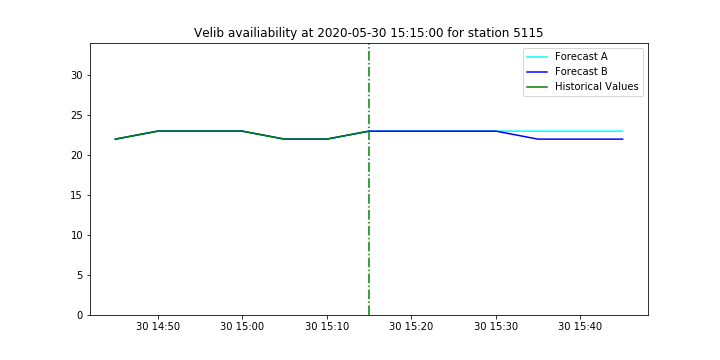 Velib availiability at 2020-05-30 15:15:00 for station 5115
Forecast A
Forecast B
Historical Values
30
25
20
15
10
5
0
30 14:50 30 15:00 30 15:10 30 15:20 30 15:30 30 15:40